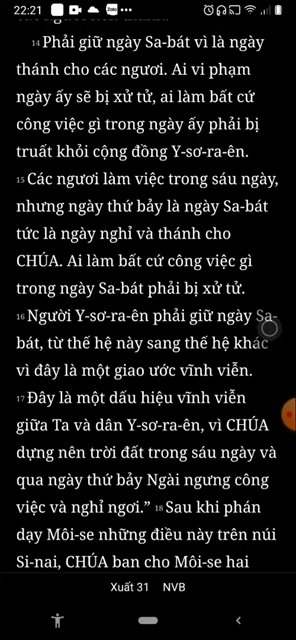 22:21
Zalo
14 Phải giữ ngày Sa-bát vì là ngày
thánh cho các ngươi. Ai vi phạm
ngày ấy sẽ bị xử tử, ai làm bất cứ
công việc gì trong ngày ấy phải bị
truất khỏi cộng đồng Y-sơ-ra-ên.
15 Các ngươi làm việc trong sáu ngày,
nhưng ngày thứ bảy là ngày Sa-bát
tức là ngày nghỉ và thánh cho
CHÚA. Ai làm bất cứ công việc gì
trong ngày Sa-bát phải bị xử tử.
16 Người Y-sơ-ra-ên phải giữ ngày Sa-
bát, từ thế hệ này sang thế hệ khác
vì đây là một giao ước vĩnh viễn.
17 Đây là một dấu hiệu vĩnh viễn
giữa Ta và dân Y-sơ-ra-ên, vì CHÚA
dựng nên trời đất trong sáu ngày và
qua ngày thứ bảy Ngài ngưng công
việc và nghỉ ngơi.” 18 Sau khi phán
dạy Môi-se những điều này trên núi
Si-nai, CHÚA ban cho Môi-se hai
Xuất 31 NVB